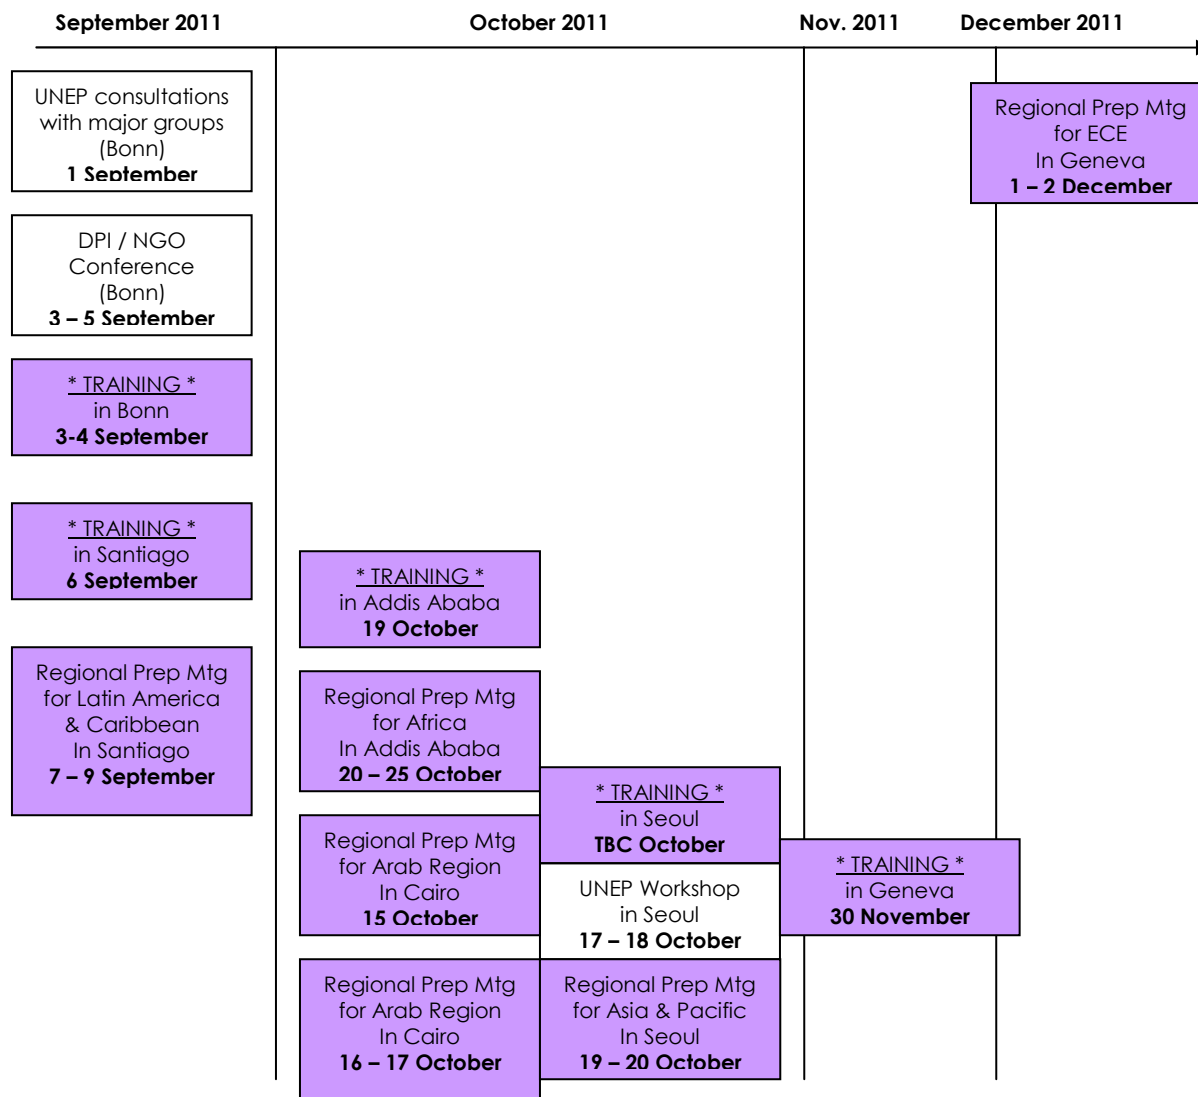 September 2011
October 2011
Nov. 2011
December 2011
UNEP consultations
with major groups
(Bonn)
1 September
DPI / NGO
Conference
(Bonn)
3 – 5 September
* TRAINING *
in Bonn
3-4 September
* TRAINING *
in Santiago
6 September
Regional Prep Mtg
for Latin America
& Caribbean
In Santiago
7 – 9 September
* TRAINING *
in Addis Ababa
19 October
Regional Prep Mtg
for Africa
In Addis Ababa
20 – 25 October
Regional Prep Mtg
for Arab Region
In Cairo
15 October
Regional Prep Mtg
for Arab Region
In Cairo
16 – 17 October
* TRAINING *
in Seoul
TBC October
UNEP Workshop
in Seoul
17 – 18 October
Regional Prep Mtg
for Asia & Pacific
In Seoul
19 – 20 October
* TRAINING *
in Geneva
30 November
Regional Prep Mtg
for ECE
In Geneva
1 – 2 December